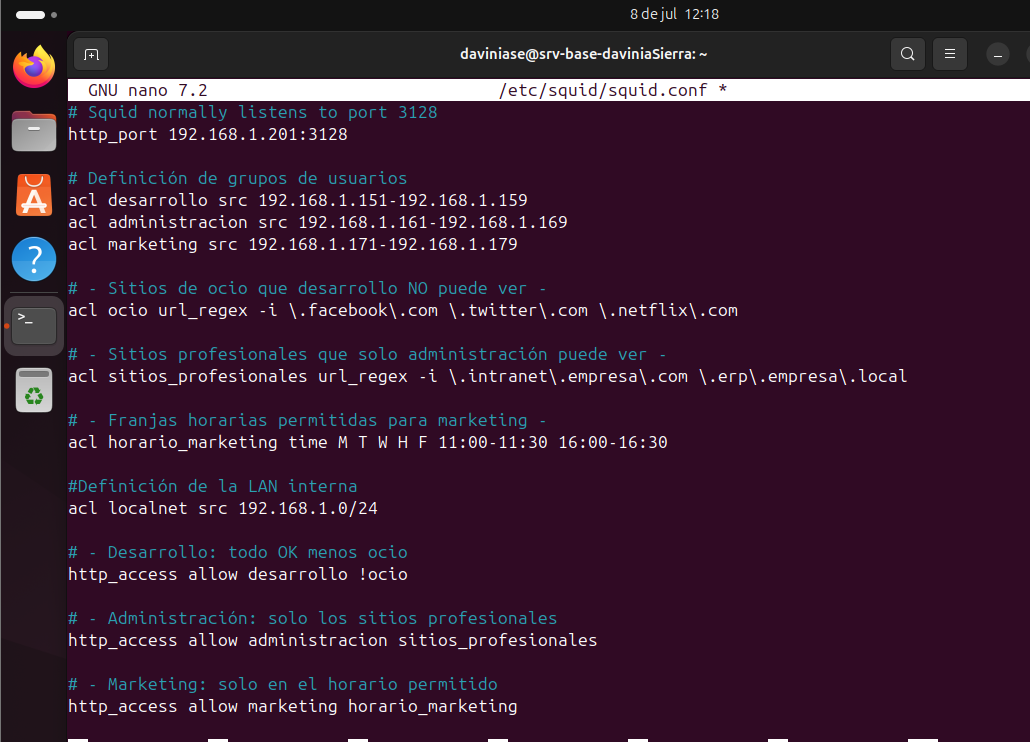 8 de jul 12:18
daviniase@srv-base-daviniaSierra: ~
GNU nano 7.2 /etc/squid/squid.conf *
# Squid normally listens to port 3128
http_port 192.168.1.201:3128
# Definición de grupos de usuarios
acl desarrollo src 192.168.1.151-192.168.1.159
acl administracion src 192.168.1.161-192.168.1.169
acl marketing src 192.168.1.171-192.168.1.179
# - Sitios de ocio que desarrollo NO puede ver -
acl ocio url_regex -i \.facebook\.com \.twitter\.com \.netflix\.com
# - Sitios profesionales que solo administración puede ver -
acl sitios_profesionales url_regex -i \.intranet\.empresa\.com \.erp\.empresa\.local
# - Franjas horarias permitidas para marketing -
acl horario_marketing time M T W H F 11:00-11:30 16:00-16:30
#Definición de la LAN interna
acl localnet src 192.168.1.0/24
# - Desarrollo: todo OK menos ocio
http_access allow desarrollo !ocio
# - Administración: solo los sitios profesionales
http_access allow administracion sitios_profesionales
# - Marketing: solo en el horario permitido
http_access allow marketing horario_marketing